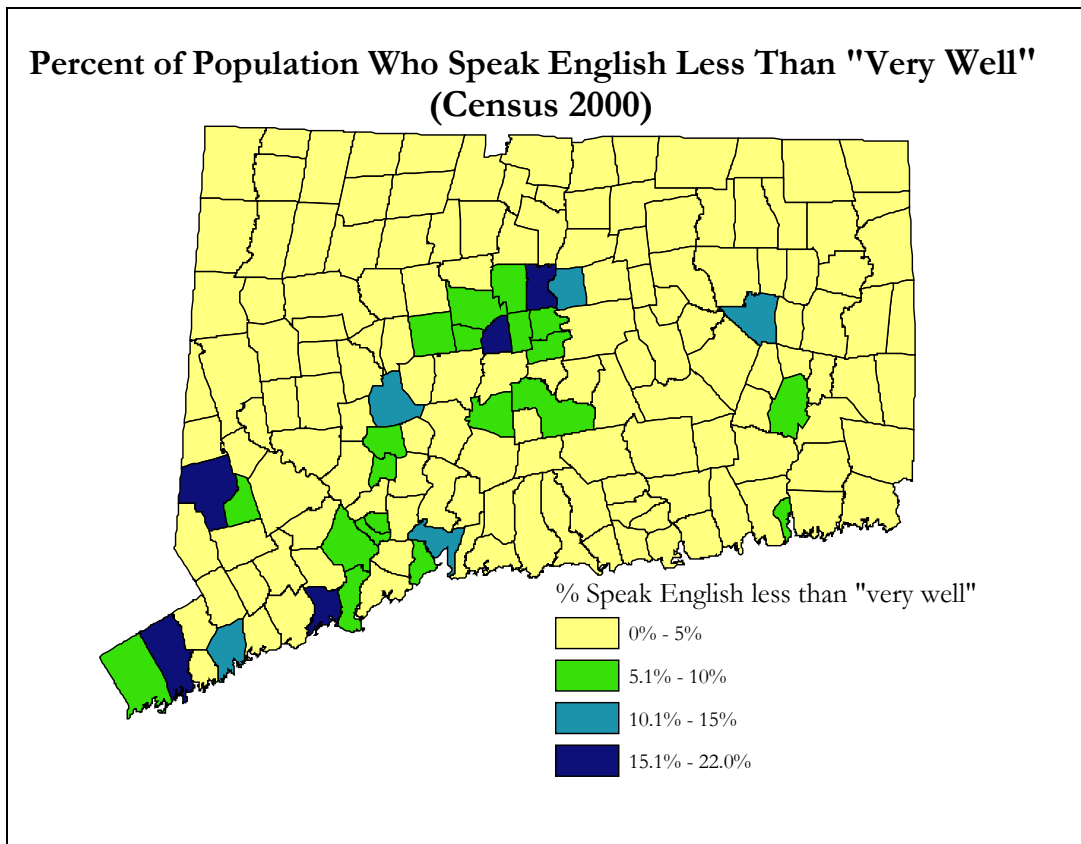 Percent of Population Who Speak English Less Than "Very Well"
(Census 2000)
% Speak English less than "very well"
0% - 5%
5.1% - 10%
10.1% - 15%
15.1% - 22.0%